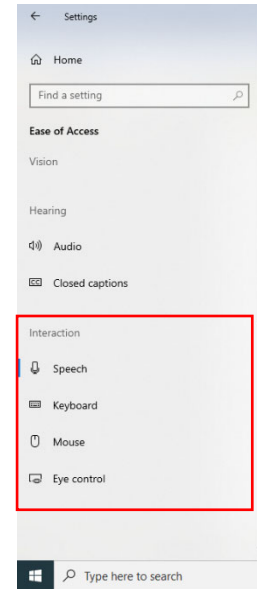 Settings
Home
Find a setting
Ease of Access
Vision
Hearing
Audio
CC Closed captions
Interaction
Speech
Keyboard
Mouse
Eye control
Type here to search